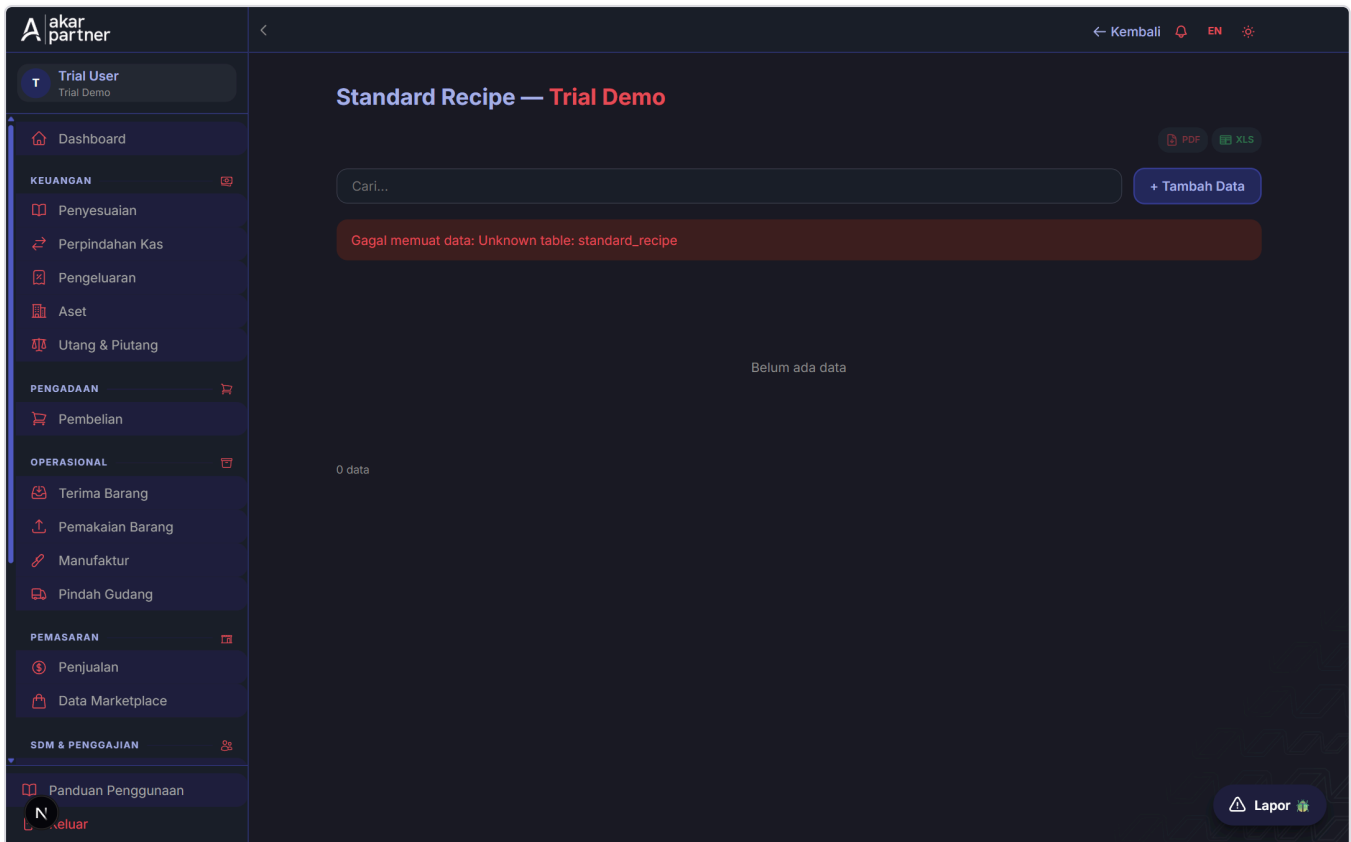 akar
partner
← Kembali
EN
T
Trial User
Trial Demo
Standard Recipe — Trial Demo
PDF
XLS
Cari...
+ Tambah Data
Gagal memuat data: Unknown table: standard_recipe
Belum ada data
0 data
Dashboard
KEUANGAN
Penyesuaian
Perpindahan Kas
Pengeluaran
Aset
Utang & Piutang
PENGADAAN
Pembelian
OPERASIONAL
Terima Barang
Pemakaian Barang
Manufaktur
Pindah Gudang
PEMASARAN
Penjualan
Data Marketplace
SDM & PENGGAJIAN
Panduan Penggunaan
N
eluar
Lapor